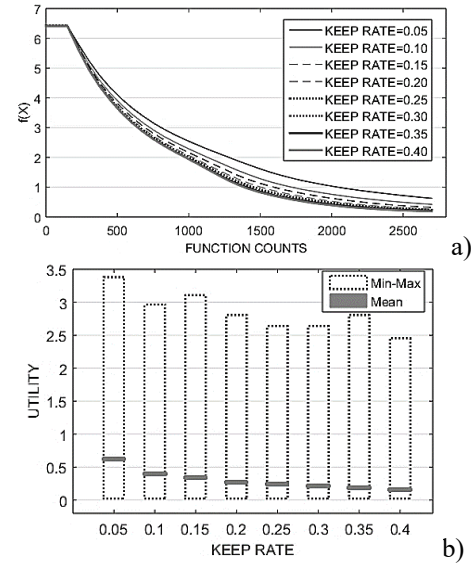 7
6
5
4
3
2
1
0
f(X)
KEEP RATE=0.05
KEEP RATE=0.10
KEEP RATE=0.15
KEEP RATE=0.20
KEEP RATE=0.25
KEEP RATE=0.30
KEEP RATE=0.35
KEEP RATE=0.40
0 500 1000 1500 2000 2500
FUNCTION COUNTS
a)
3.5
3
2.5
2
1.5
1
0.5
0
UTILITY
Min-Max
Mean
0.05 0.1 0.15 0.2 0.25 0.3 0.35 0.4
KEEP RATE
b)